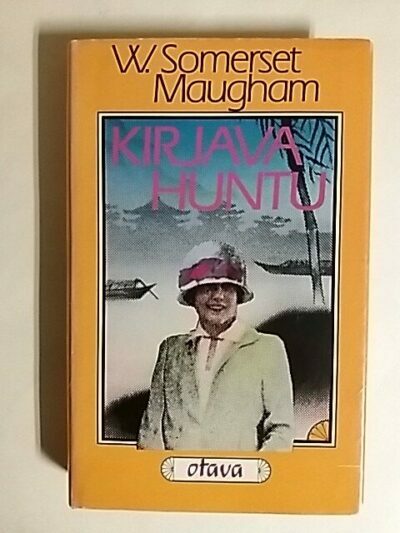 W. Somerset
Maugham
KIRJAVA
HUNTU
otava